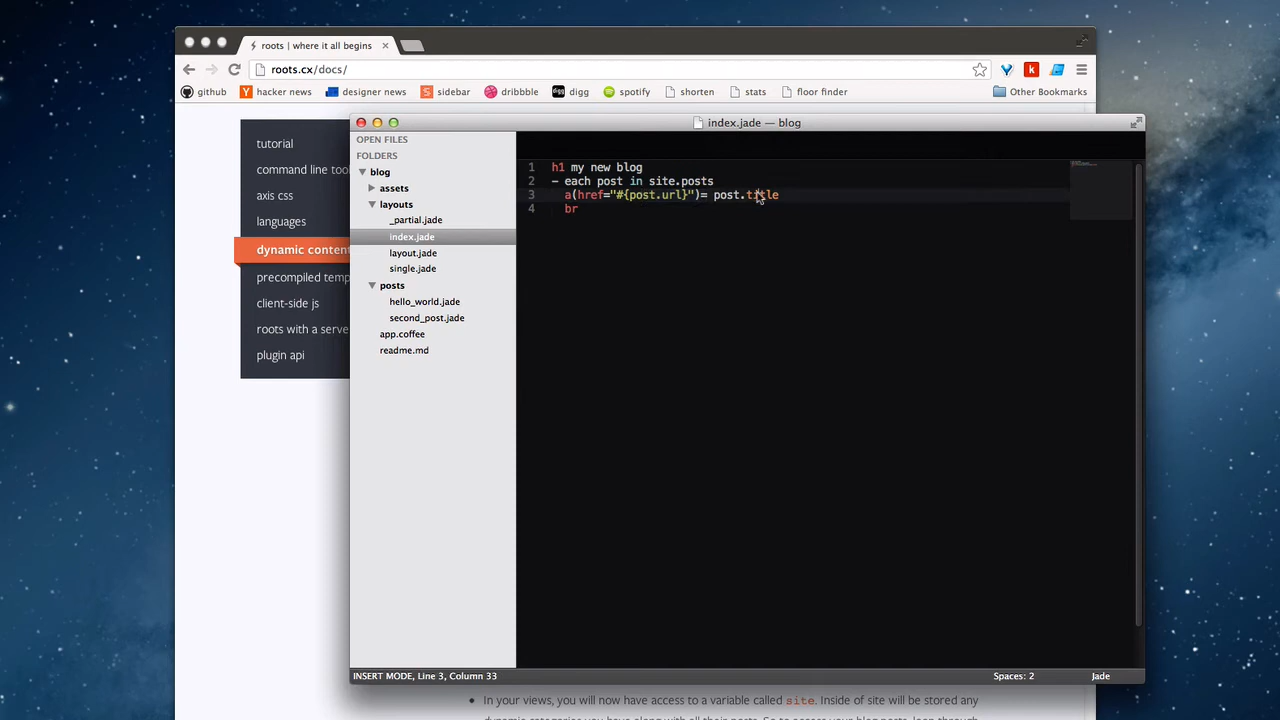 roots | where it all begins
roots.cx/docs/
github hacker news designer news sidebar dribbble digg spotify shorten stats floor finder Other Bookmarks
tutorial
command line
axis css
languages
dynamic
precompiled
client-side js
roots with a
plugin api
index.jade — blog
OPEN FILES
FOLDERS
blog
assets
layouts
_partial.jade
index.jade
layout.jade
single.jade
posts
hello_world.jade
second_post.jade
app.coffee
readme.md
1 h1 my new blog
2 - each post in site.posts
3 a(href="#{post.url}")= post.title
4 br
INSERT MODE, Line 3, Column 33 Spaces: 2 Jade
In your views, you will now have access to a variable called site. Inside of site will be stored any